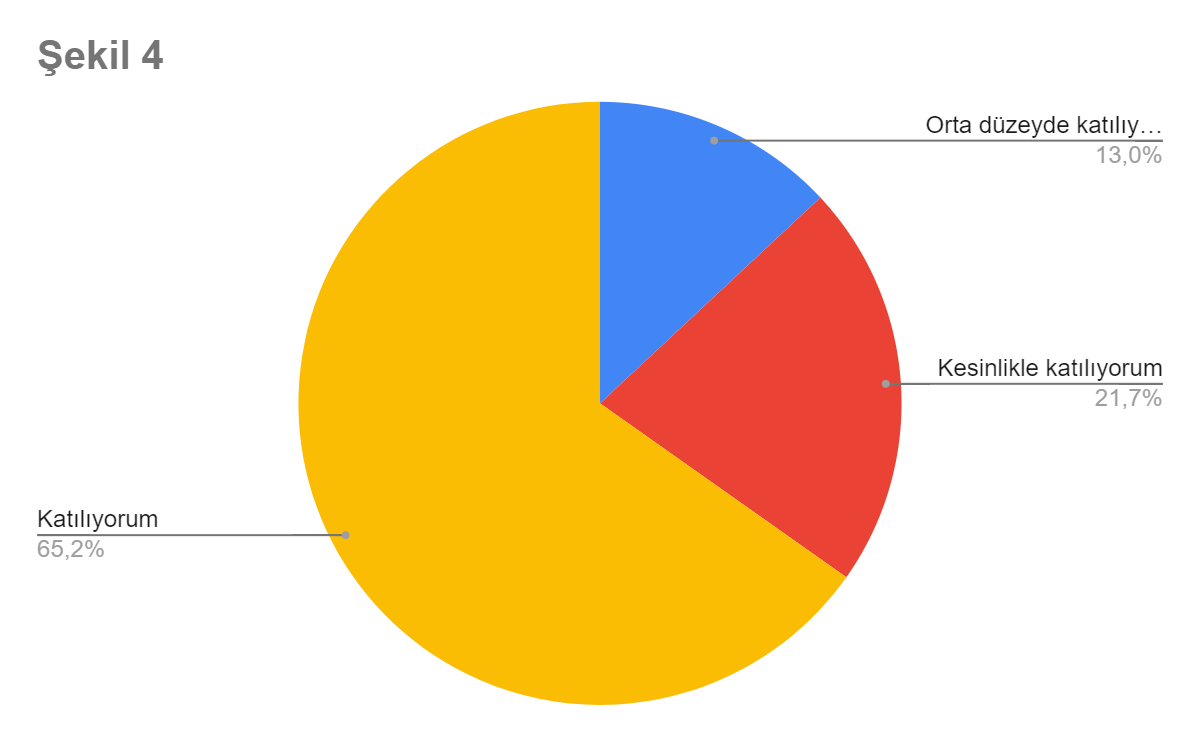 Şekil 4
Orta düzeyde katılıy…
13,0%
Kesinlikle katılıyorum
21,7%
Katılıyorum
65,2%